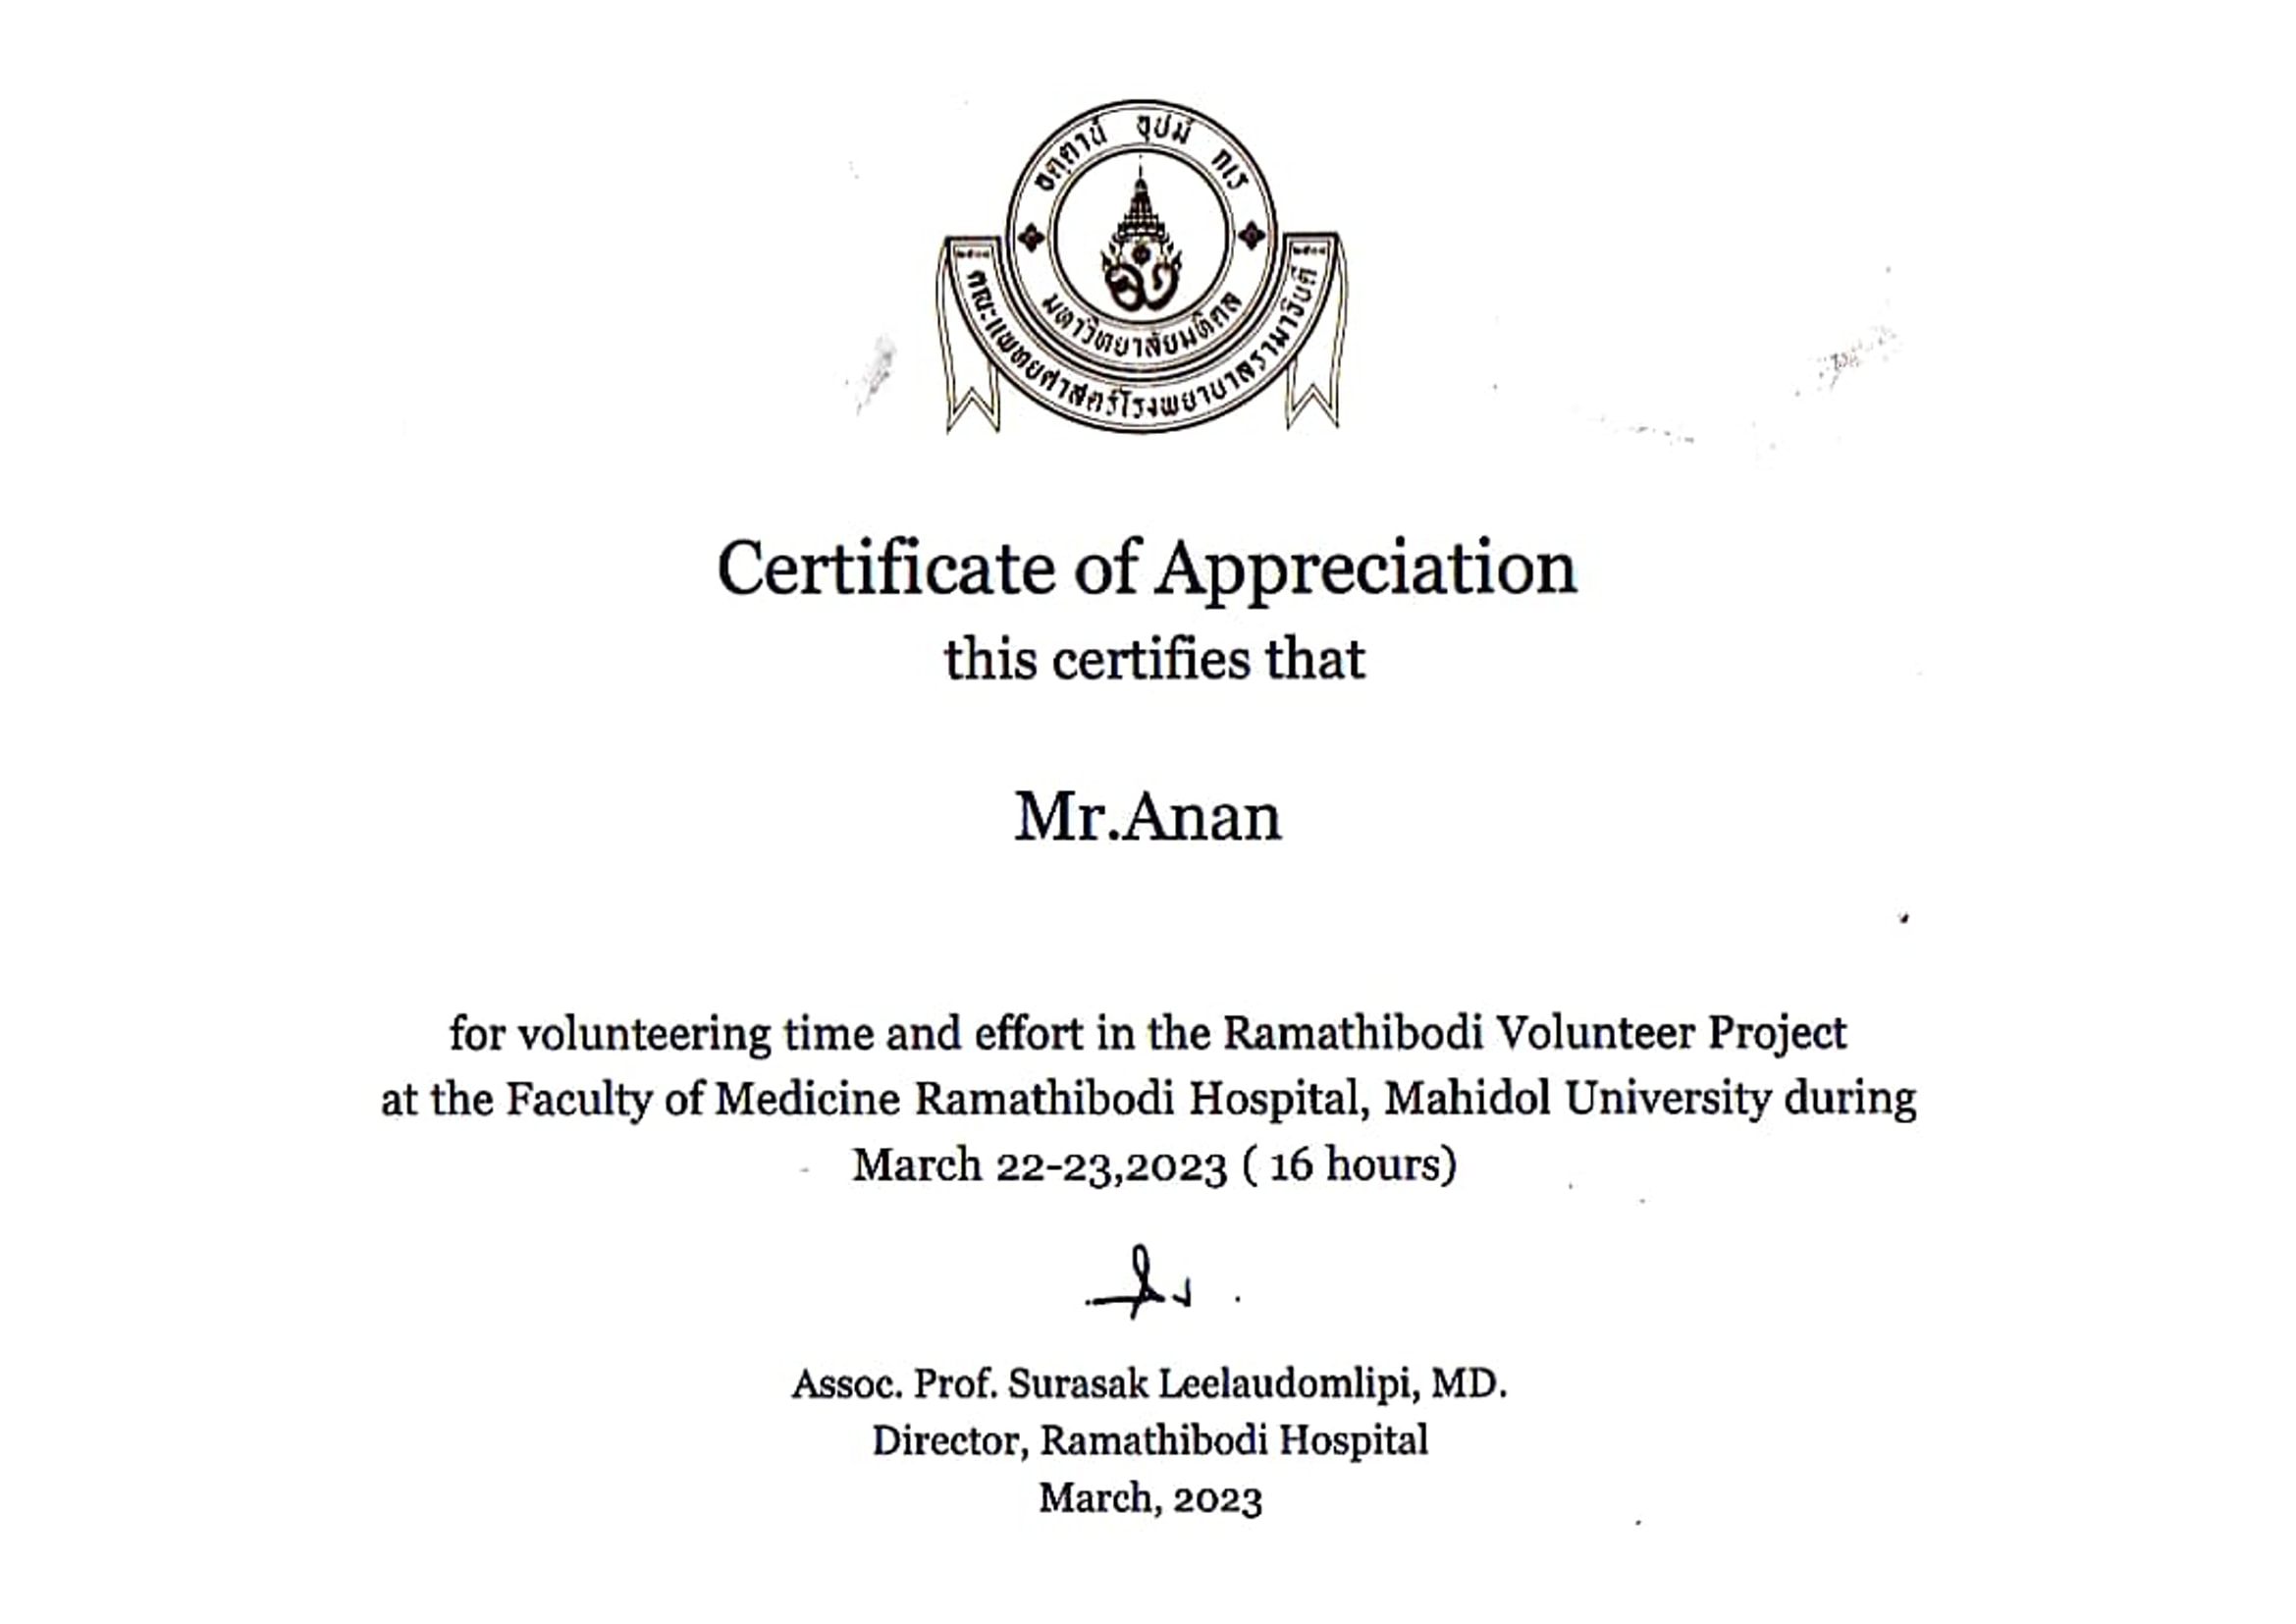 อตฺตานํ อุปมํ กเร
มหาวิทยาลัยมหิดล
คณะแพทยศาสตร์โรงพยาบาลรามาธิบดี
Certificate of Appreciation
this certifies that
Mr.Anan
for volunteering time and effort in the Ramathibodi Volunteer Project
at the Faculty of Medicine Ramathibodi Hospital, Mahidol University during
March 22-23,2023 ( 16 hours)
Assoc. Prof. Surasak Leelaudomlipi, MD.
Director, Ramathibodi Hospital
March, 2023